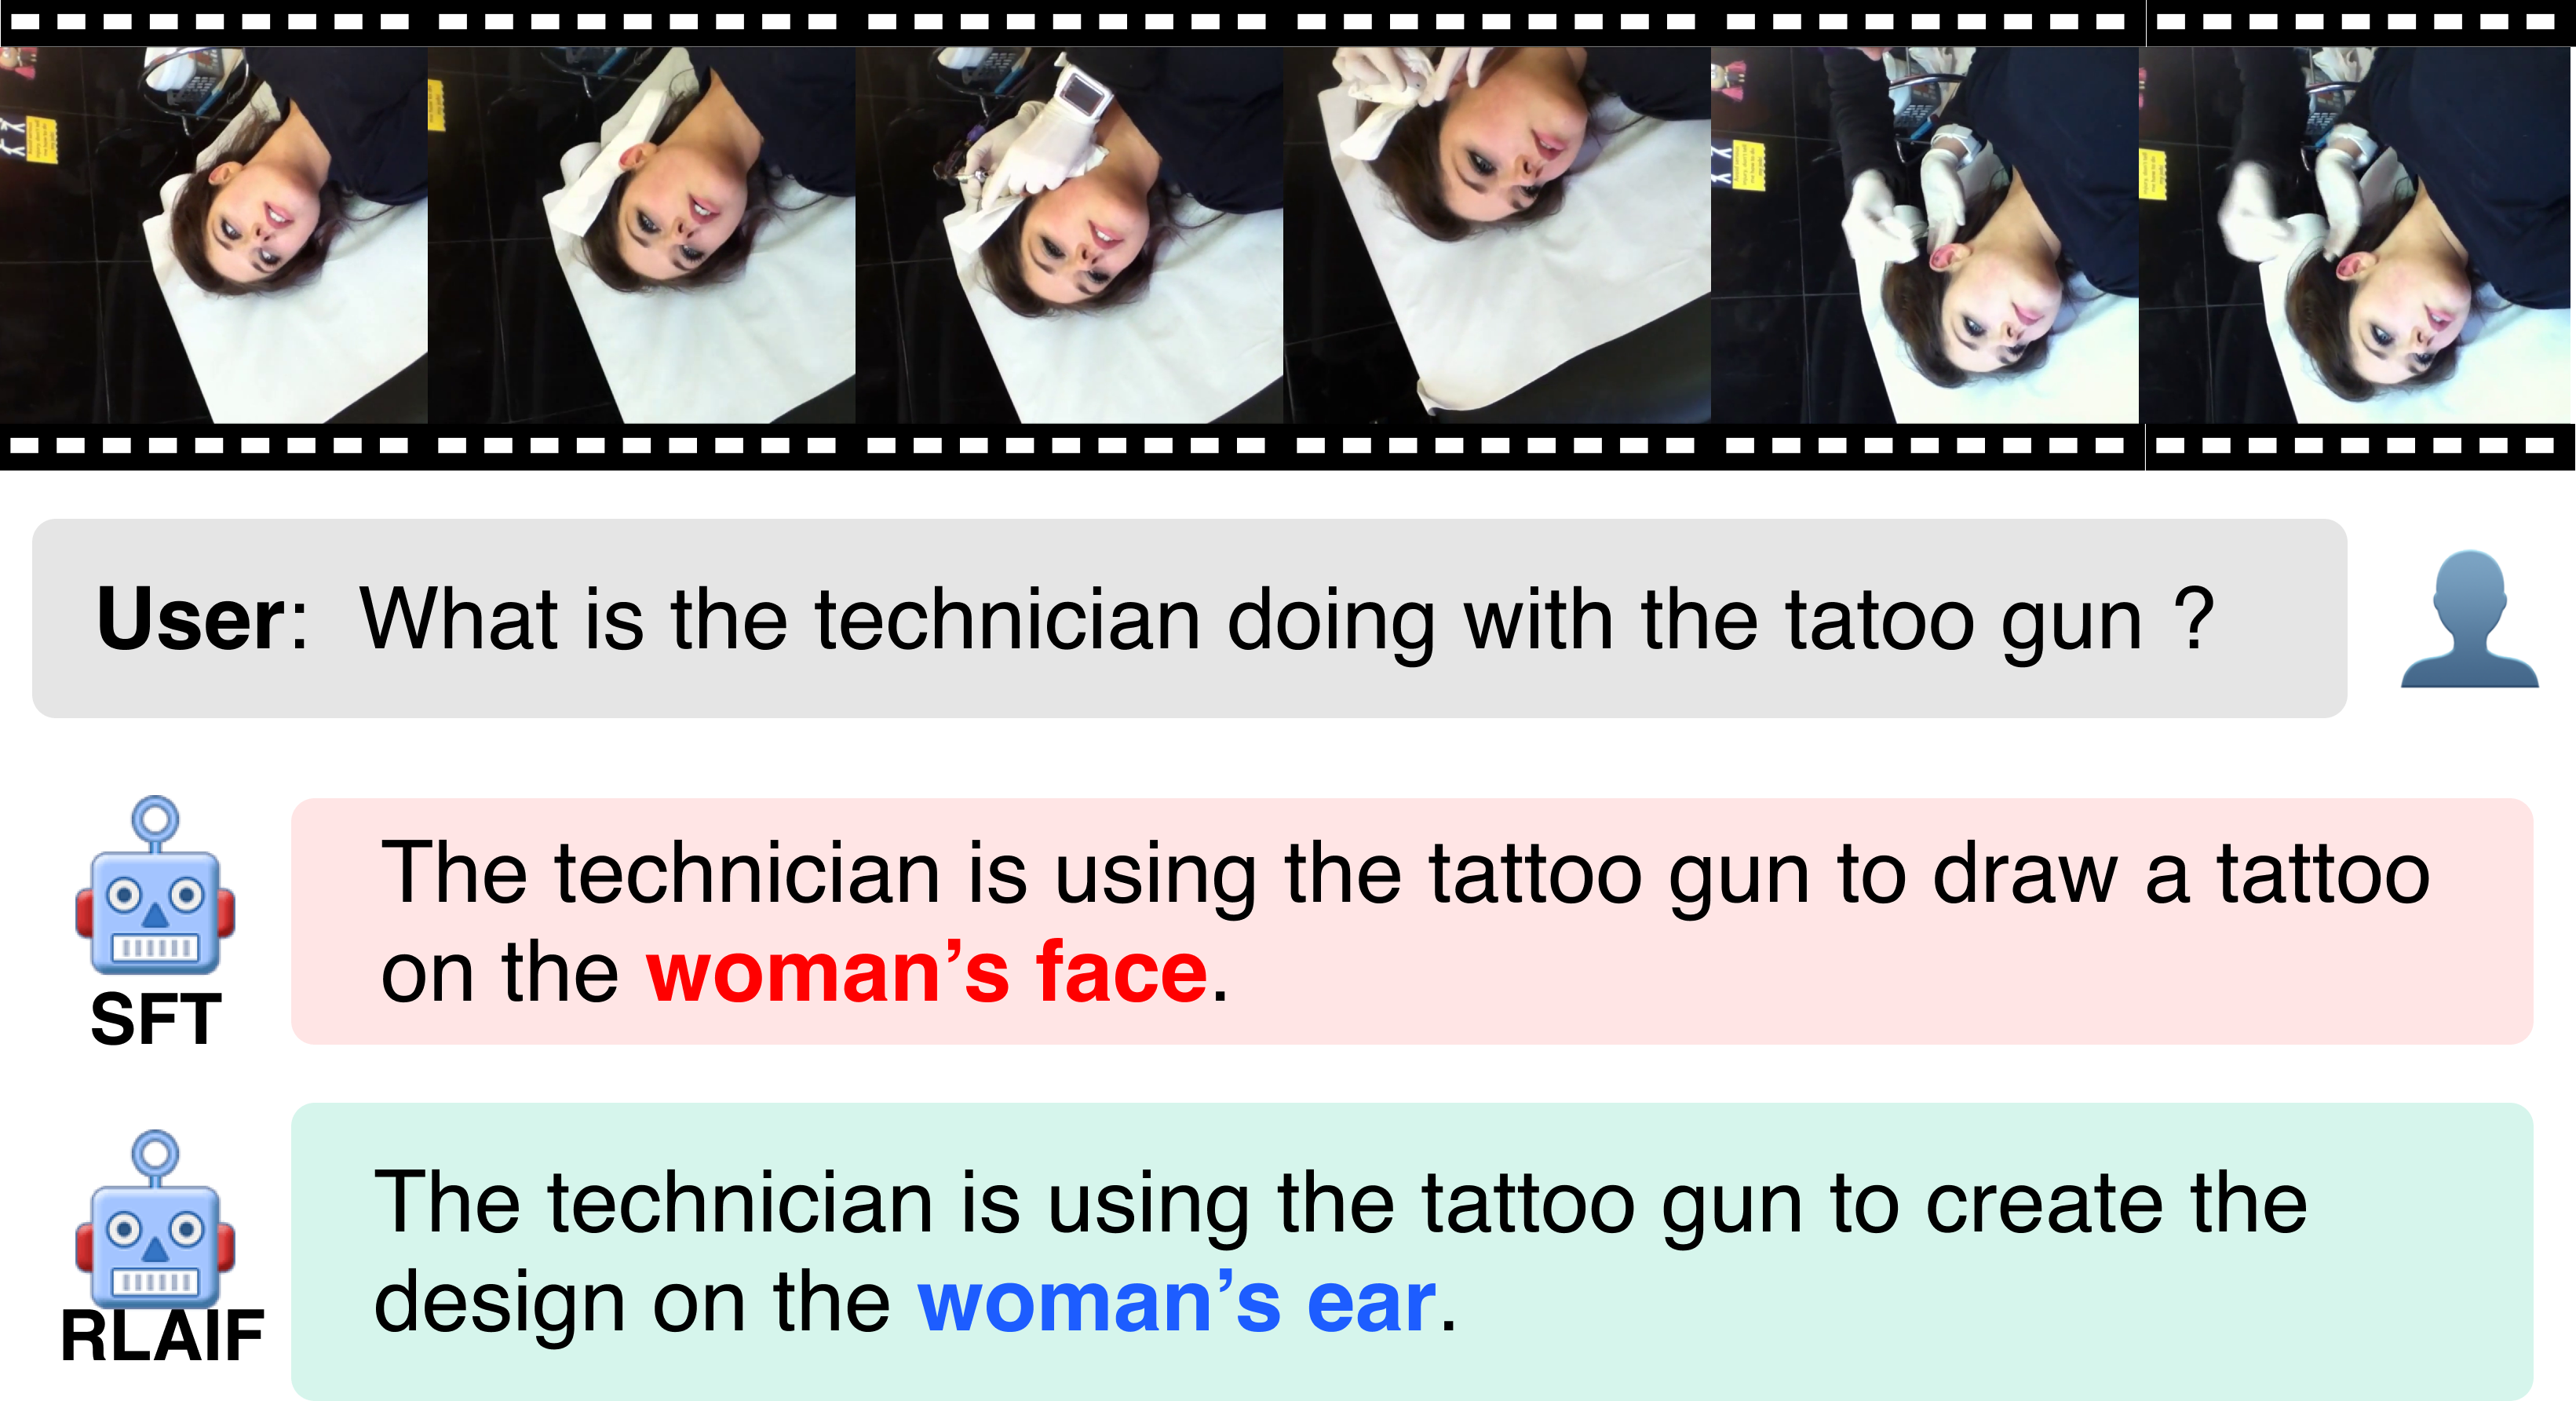 User: What is the technician doing with the tatoo gun ?
The technician is using the tattoo gun to draw a tattoo
on the woman's face.
SFT
The technician is using the tattoo gun to create the
design on the woman's ear.
RLAIF